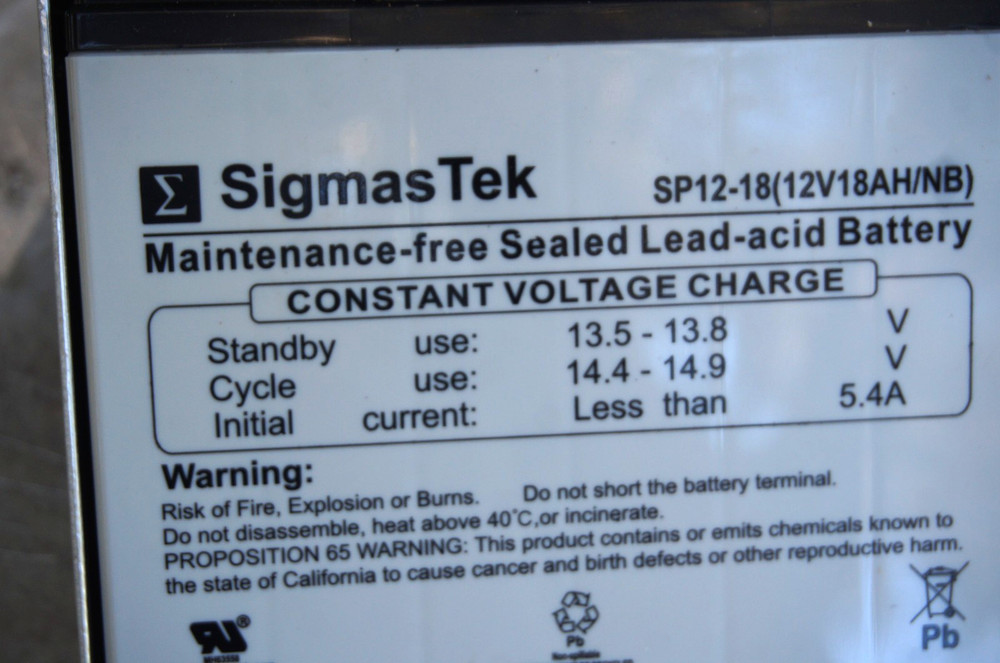 Σ SigmasTek SP12-18(12V18AH/NB)
Maintenance-free Sealed Lead-acid Battery
CONSTANT VOLTAGE CHARGE
Standby use: 13.5 - 13.8 V
Cycle use: 14.4 - 14.9 V
Initial current: Less than 5.4A
Warning:
Risk of Fire, Explosion or Burns. Do not short the battery terminal.
Do not disassemble, heat above 40°C,or incinerate.
PROPOSITION 65 WARNING: This product contains or emits chemicals known to
the state of California to cause cancer and birth defects or other reproductive harm.
RU®
Pb Pb